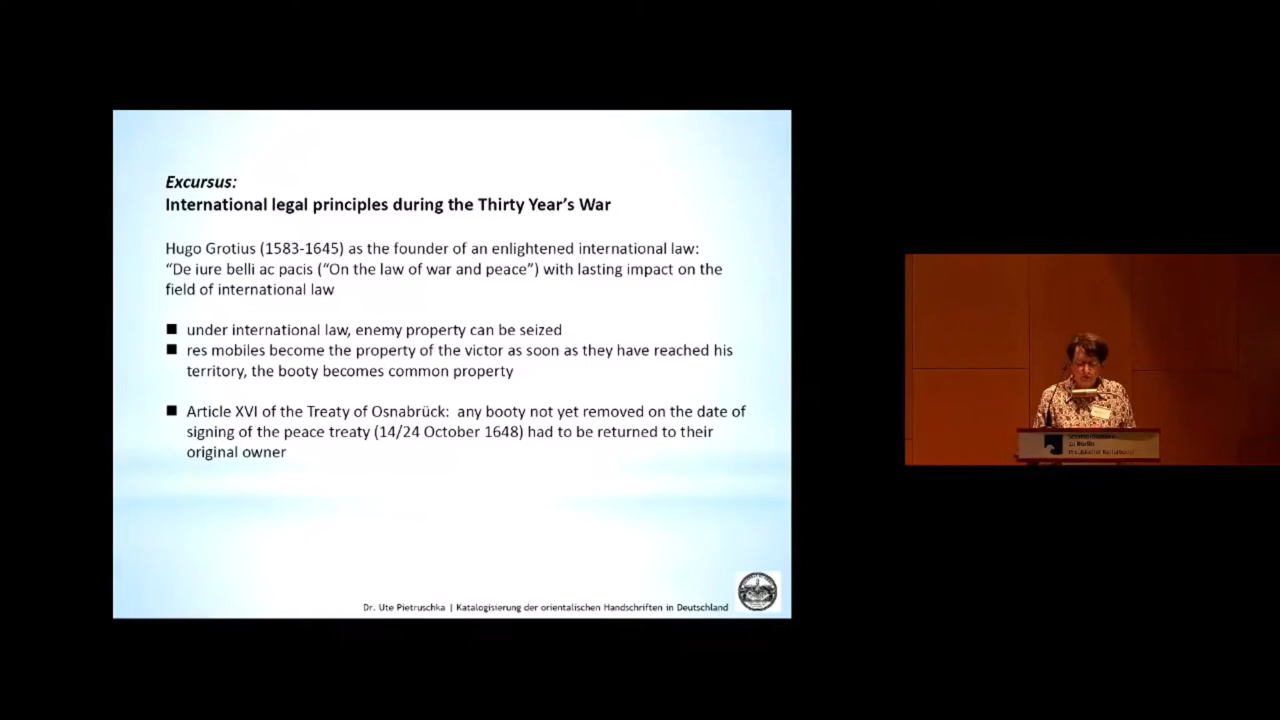 Excursus:
International legal principles during the Thirty Year’s War
Hugo Grotius (1583-1645) as the founder of an enlightened international law:
“De iure belli ac pacis (“On the law of war and peace”) with lasting impact on the
field of international law
■ under international law, enemy property can be seized
■ res mobiles become the property of the victor as soon as they have reached his
territory, the booty becomes common property
■ Article XVI of the Treaty of Osnabrück: any booty not yet removed on the date of
signing of the peace treaty (14/24 October 1648) had to be returned to their
original owner
Dr. Ute Pietruschka | Katalogisierung der orientalischen Handschriften in Deutschland
zu Berlin